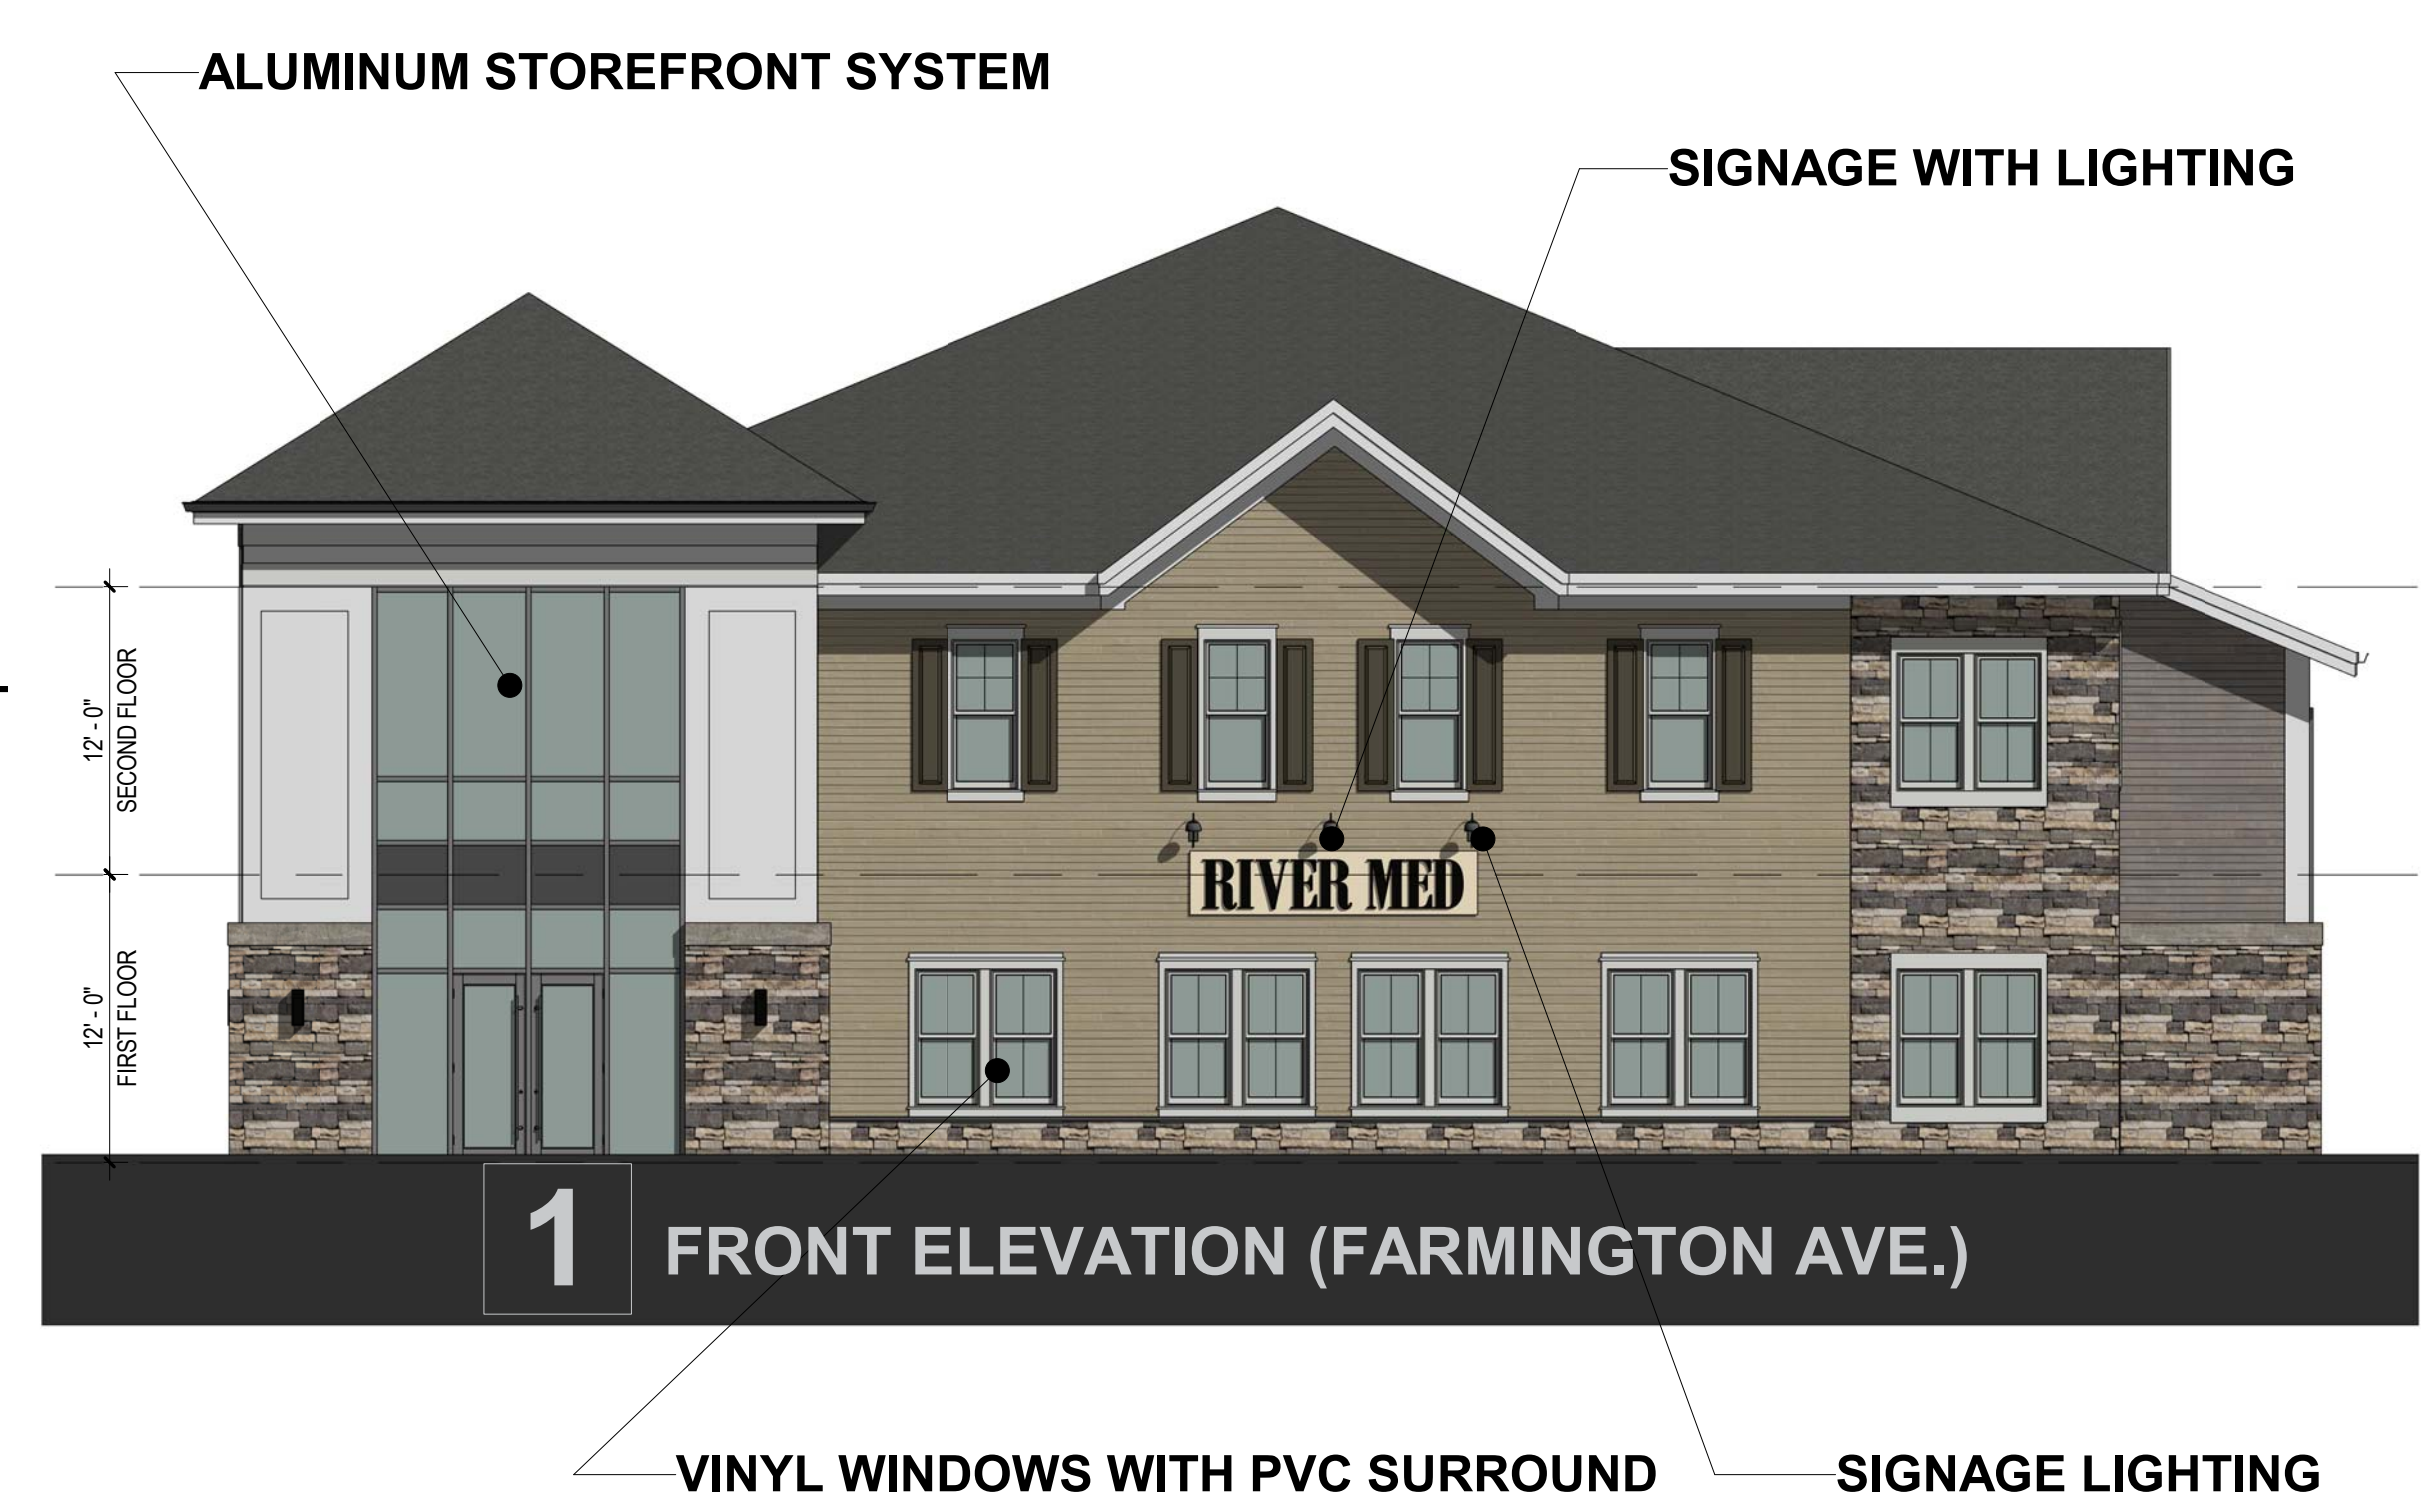 ALUMINUM STOREFRONT SYSTEM
SIGNAGE WITH LIGHTING
12' - 0"
SECOND FLOOR
RIVER MED
12' - 0"
FIRST FLOOR
1 FRONT ELEVATION (FARMINGTON AVE.)
VINYL WINDOWS WITH PVC SURROUND
SIGNAGE LIGHTING